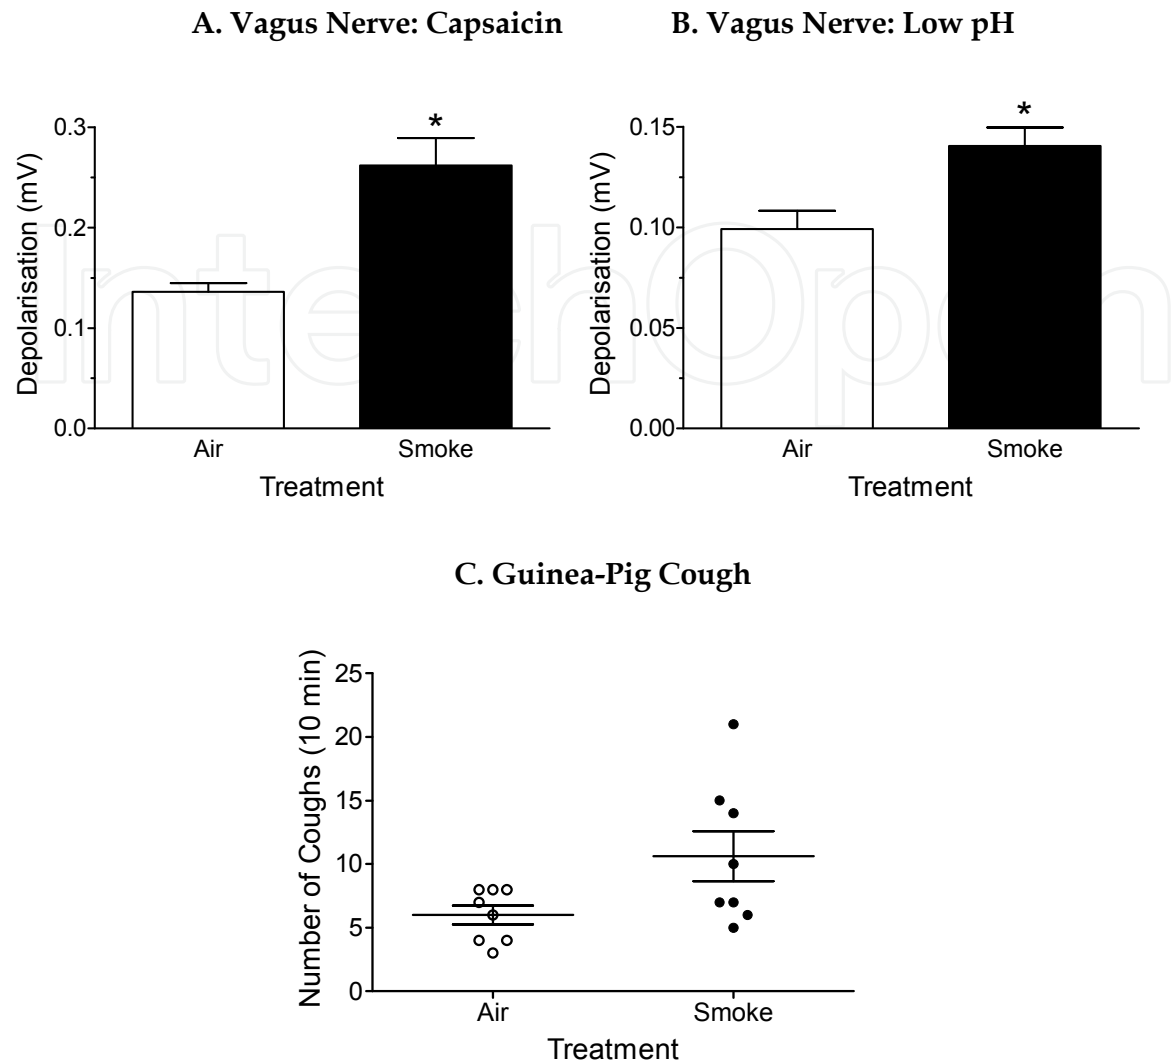 A. Vagus Nerve: Capsaicin
B. Vagus Nerve: Low pH
Depolarisation (mV)
0.3
0.2
0.1
0.0
*
Air
Smoke
Treatment
Depolarisation (mV)
0.15
0.10
0.05
0.00
*
Air
Smoke
Treatment
IntechOpen
C. Guinea-Pig Cough
Number of Coughs (10 min)
25
20
15
10
5
0
Air
Smoke
Treatment